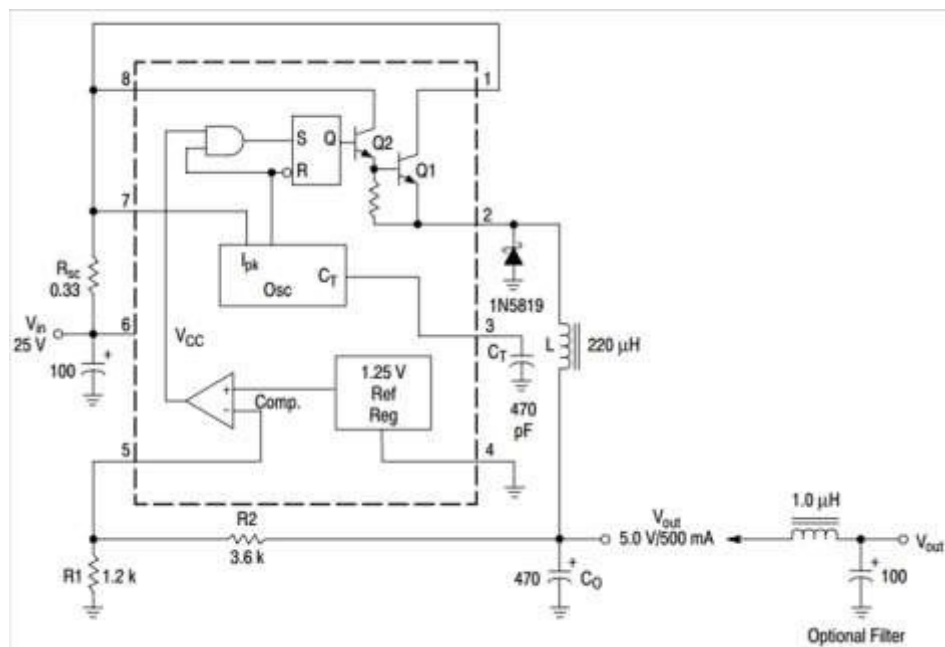 8
1
S
Q
Q2
R
Q1
7
2
Ipk
CT
Osc
Rsc
0.33
1N5819
Vin
25 V
6
3
VCC
CT
L
220 µH
100
+
+
-
Comp.
1.25 V
Ref
Reg
470
pF
5
4
R2
3.6 k
Vout
5.0 V/500 mA
1.0 µH
Vout
R1
1.2 k
470
+
CO
+
100
Optional Filter